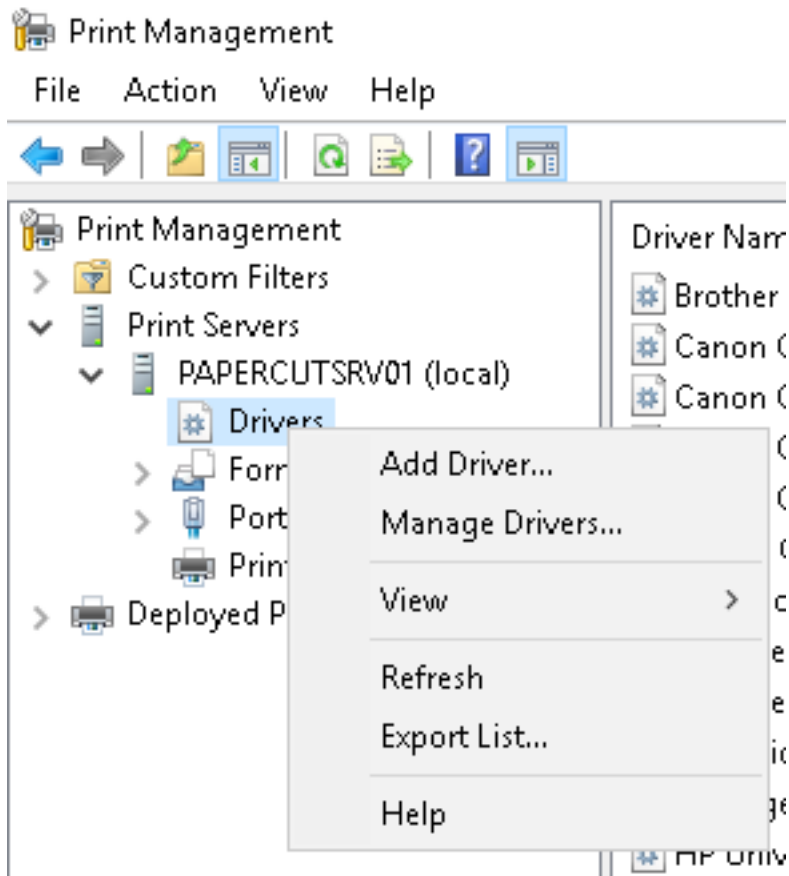 Print Management
File Action View Help
Print Management
Custom Filters
Print Servers
PAPERCUTSRV01 (local)
Drivers
Deployed P
Driver Nam
Brother
Canon
Canon
Add Driver...
Manage Drivers...
View
Refresh
Export List...
Help